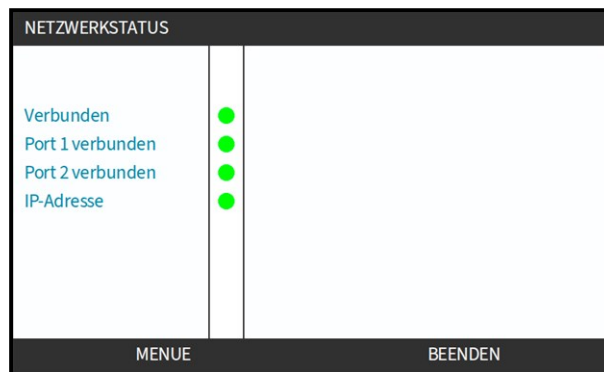 NETZWERKSTATUS
Verbunden
Port 1 verbunden
Port 2 verbunden
IP-Adresse
MENUE BEENDEN